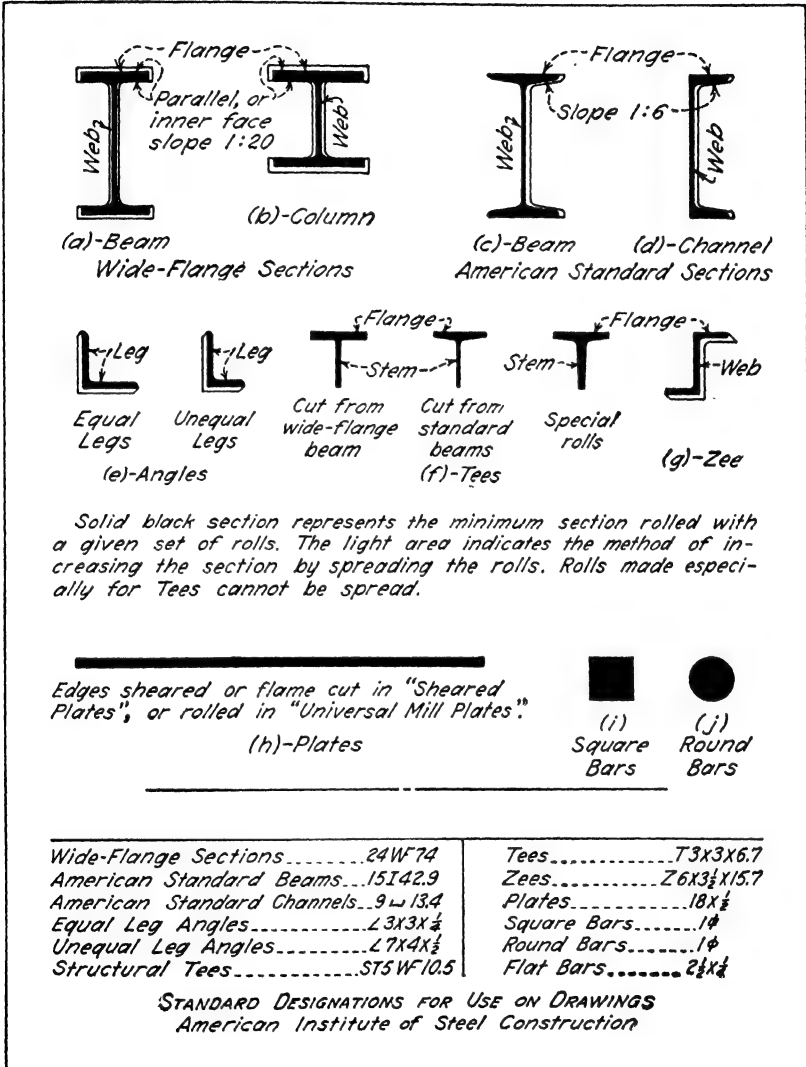 Flange
Flange
Parallel, or
inner face
slope 1:20
Slope 1:6
Web
Web
Web
Web
(b)-Column
(a)-Beam
(c)-Beam
(d)-Channel
Wide-Flange Sections
American Standard Sections
Flange
Flange
Leg
Leg
Stem
Stem
Web
Equal
Legs
Unequal
Legs
Cut from
wide-flange
beam
Cut from
standard
beams
Special
rolls
(e)-Angles
(f)-Tees
(g)-Zee
Solid black section represents the minimum section rolled with
a given set of rolls. The light area indicates the method of in-
creasing the section by spreading the rolls. Rolls made especi-
ally for Tees cannot be spread.
Edges sheared or flame cut in "Sheared
Plates", or rolled in "Universal Mill Plates".
(h)-Plates
(i)
Square
Bars
(j)
Round
Bars
Wide-Flange Sections........24WF74
American Standard Beams...15I42.9
American Standard Channels..9⊔13.4
Equal Leg Angles..........∠3X3X¼
Unequal Leg Angles.........∠7X4X½
Structural Tees............ST5WF10.5
Tees............T3X3X6.7
Zees...........Z6X3½X15.7
Plates............18X½
Square Bars......1⌽
Round Bars.......1ϕ
Flat Bars........2½X¼
STANDARD DESIGNATIONS FOR USE ON DRAWINGS
American Institute of Steel Construction